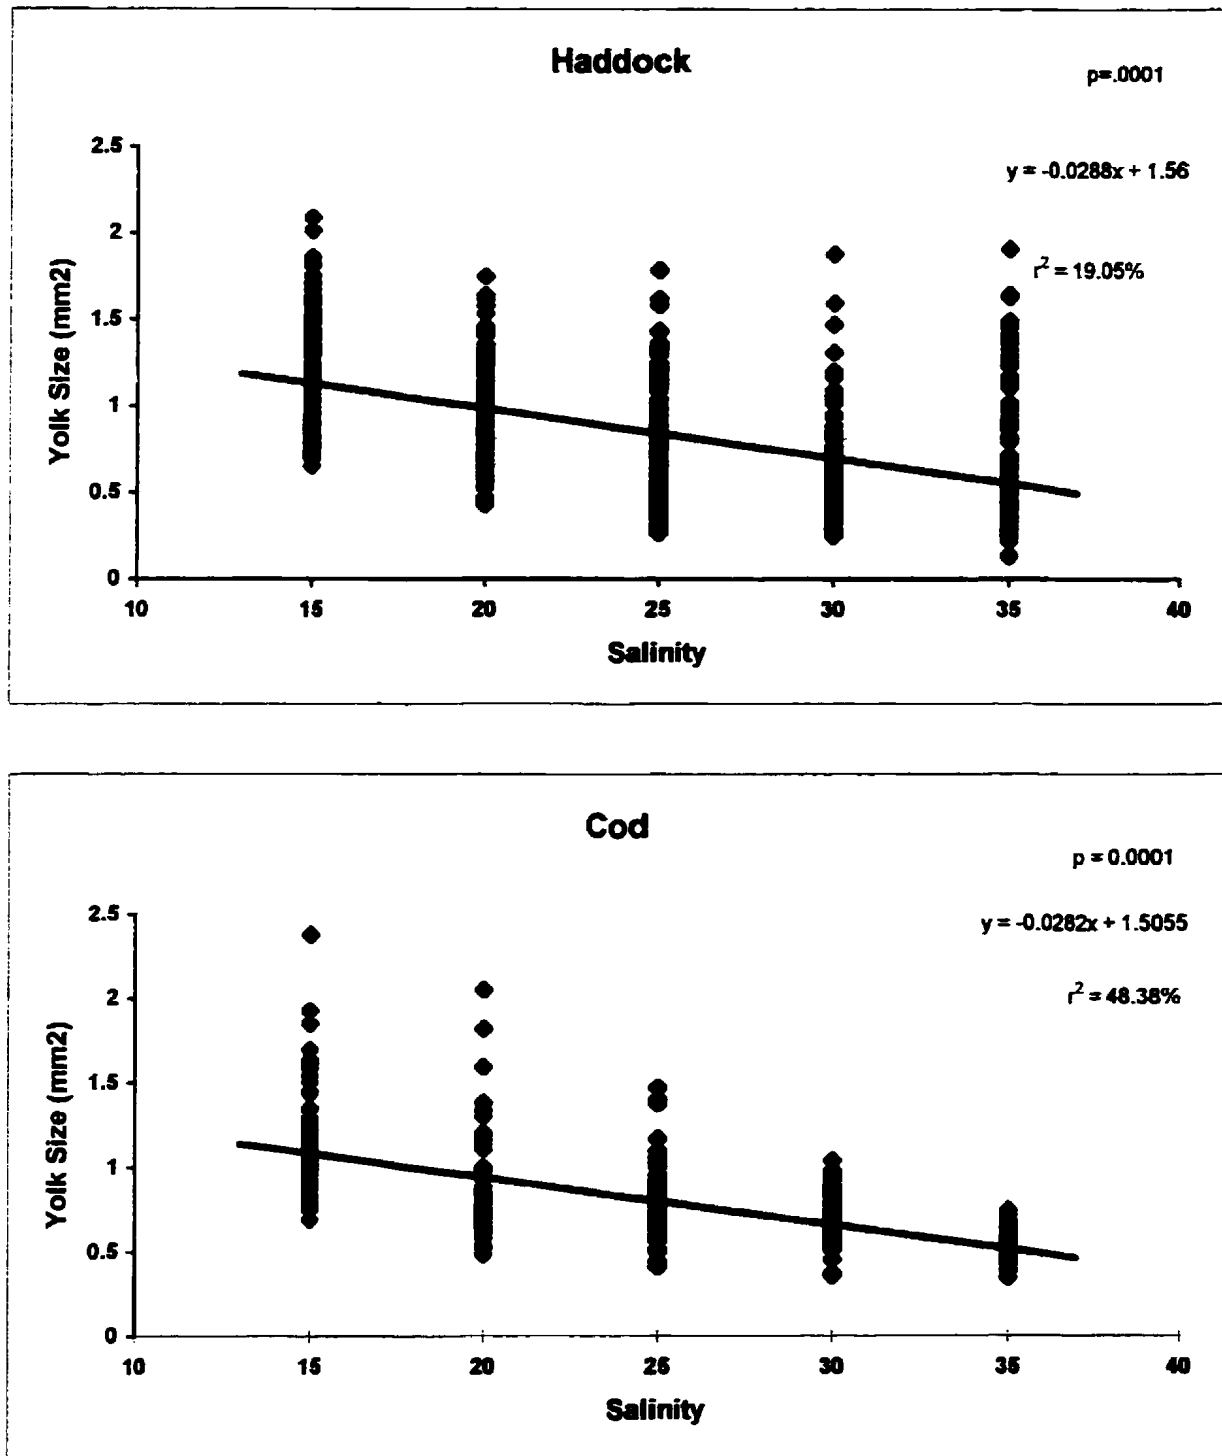 Haddock
p=.0001
y = -0.0288x + 1.56
r² = 19.05%
Yolk Size (mm2)
2.5
2
1.5
1
0.5
0
10 15 20 25 30 35 40
Salinity
Cod
p = 0.0001
y = -0.0282x + 1.5055
r² = 48.38%
Yolk Size (mm2)
2.5
2
1.5
1
0.5
0
10 15 20 25 30 35 40
Salinity